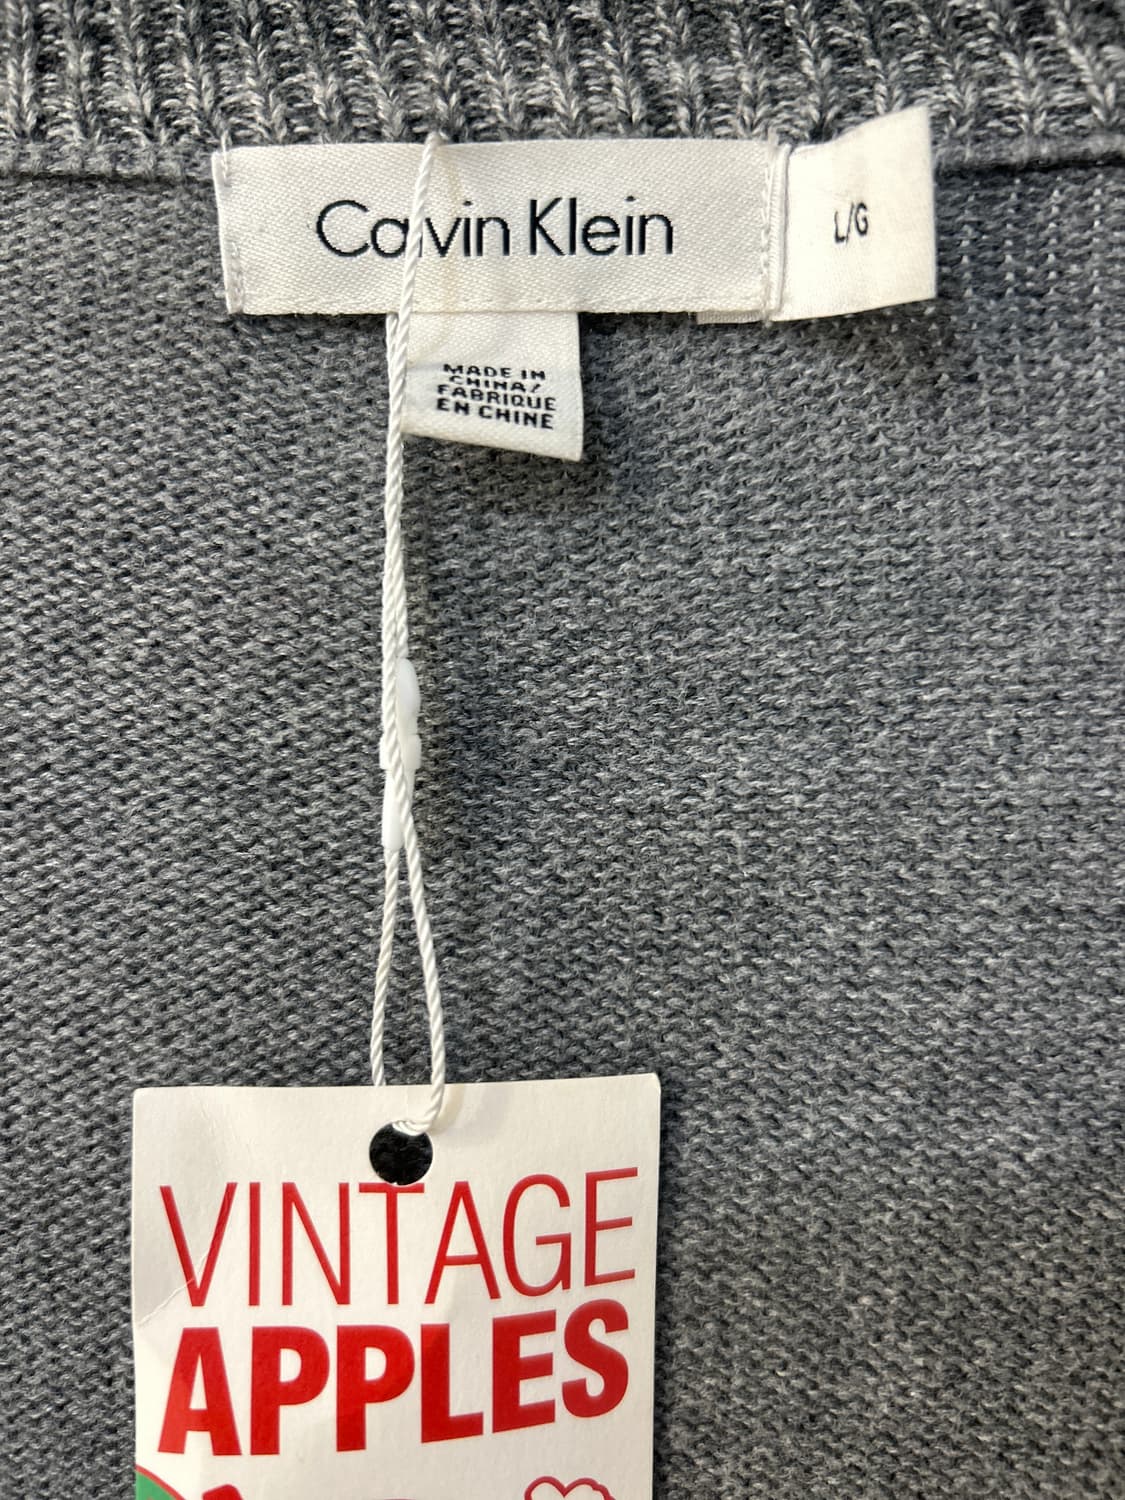 Calvin Klein
L/G
MADE IN
CHINA/
FABRIQUE
EN CHINE
VINTAGE
APPLES